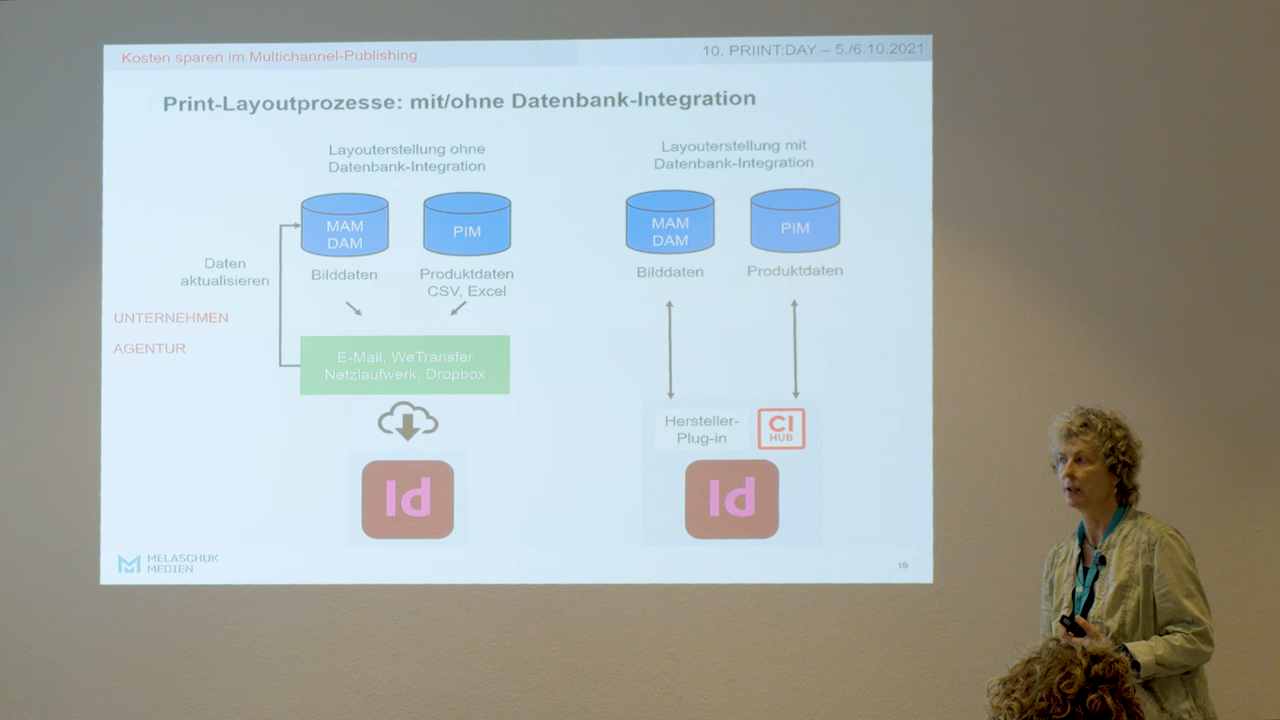 Kosten sparen im Multichannel-Publishing
10. PRIINT:DAY – 5./6.10.2021
Print-Layoutprozesse: mit/ohne Datenbank-Integration
Layouterstellung ohne
Datenbank-Integration
MAM
DAM
PIM
Daten
aktualisieren
Bilddaten
Produktdaten
CSV, Excel
UNTERNEHMEN
AGENTUR
E-Mail, WeTransfer
Netzlaufwerk, Dropbox
Id
Layouterstellung mit
Datenbank-Integration
MAM
DAM
PIM
Bilddaten
Produktdaten
Hersteller-
Plug-in
CI
HUB
Id
MELASCHUK
MEDIEN
19